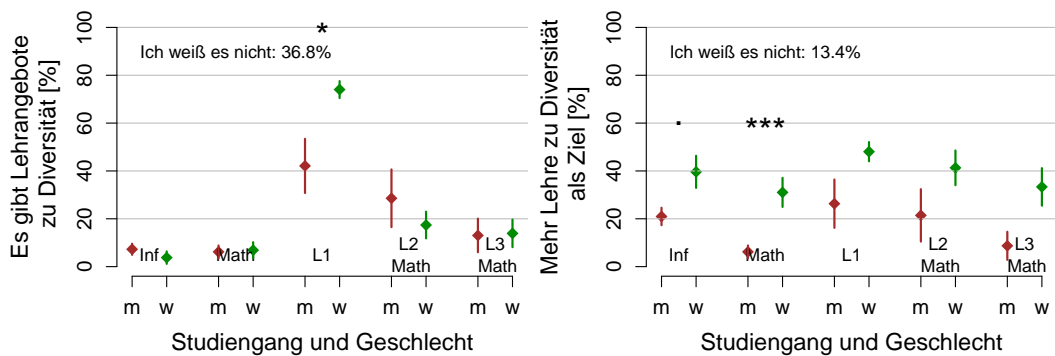 Es gibt Lehrangebote
zu Diversität [%]
0
20
40
60
80
100
Ich weiß es nicht: 36.8%
*
Inf
Math
L1
L2
Math
L3
Math
m
w
m
w
m
w
m
w
m
w
Studiengang und Geschlecht
Mehr Lehre zu Diversität
als Ziel [%]
0
20
40
60
80
100
Ich weiß es nicht: 13.4%
.
***
Inf
Math
L1
L2
Math
L3
Math
m
w
m
w
m
w
m
w
m
w
Studiengang und Geschlecht